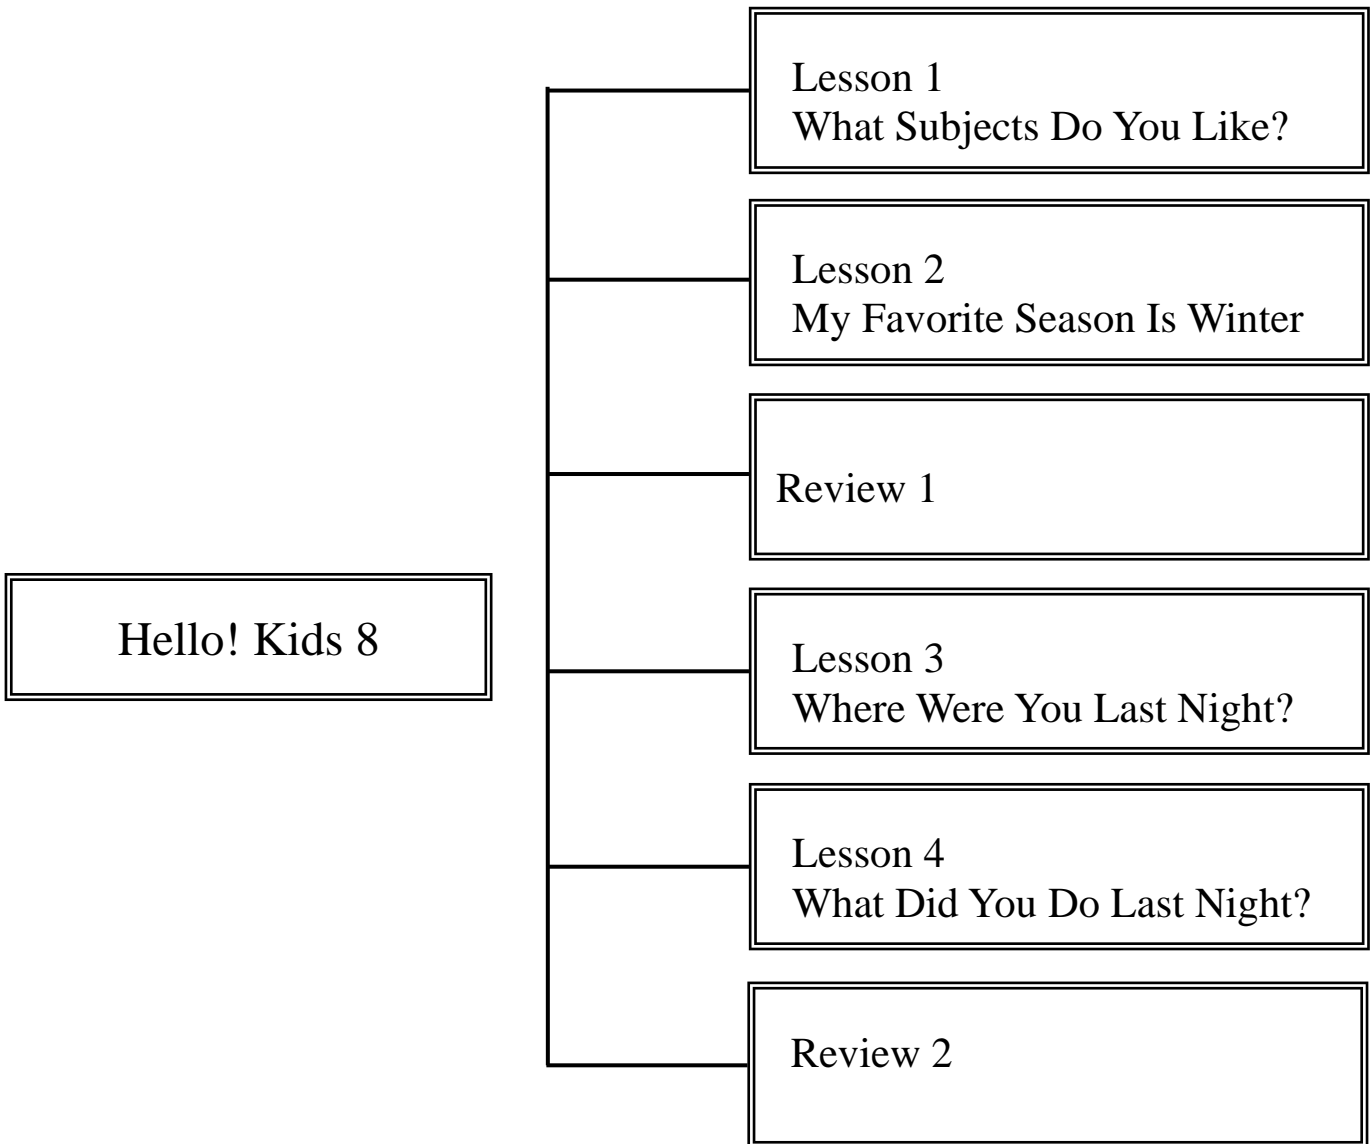 Lesson 1
What Subjects Do You Like?
Lesson 2
My Favorite Season Is Winter
Review 1
Hello! Kids 8
Lesson 3
Where Were You Last Night?
Lesson 4
What Did You Do Last Night?
Review 2